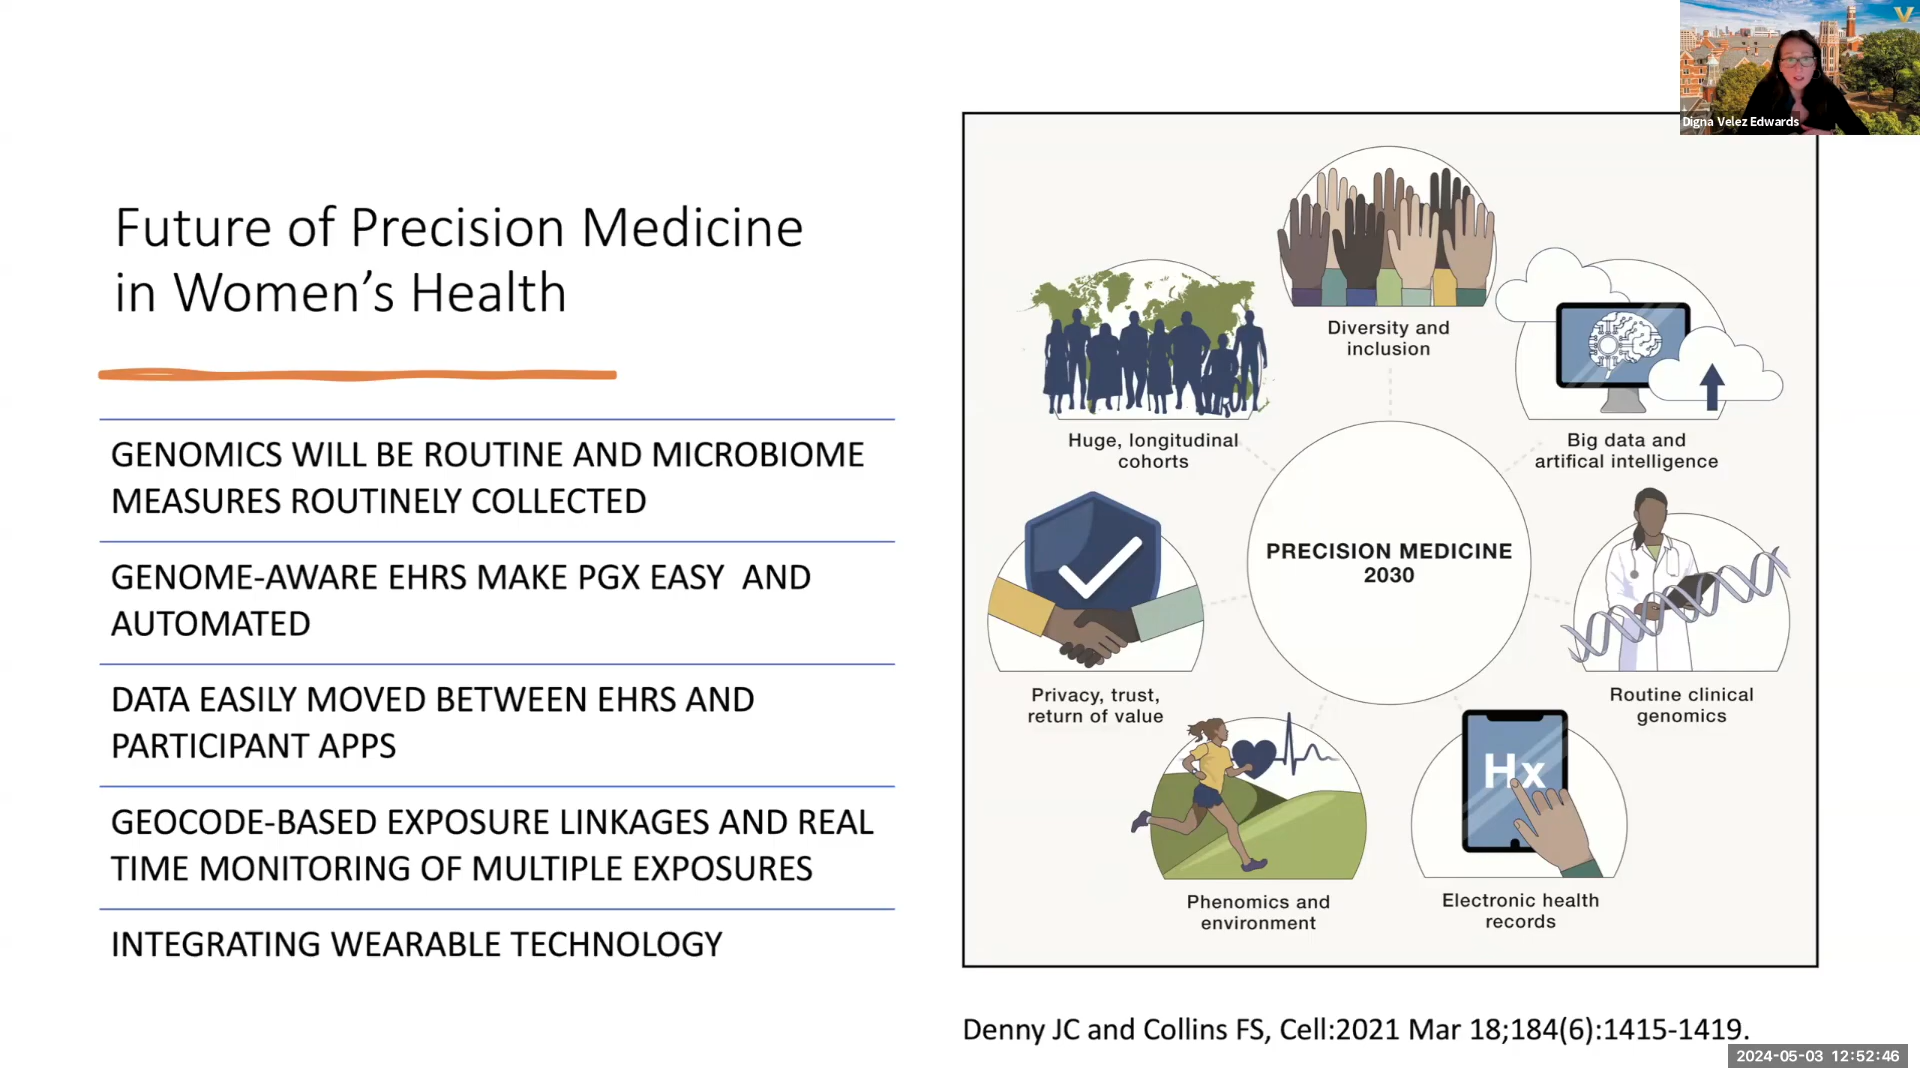 Digna Velez Edwards
Future of Precision Medicine
in Women’s Health
GENOMICS WILL BE ROUTINE AND MICROBIOME
MEASURES ROUTINELY COLLECTED
GENOME-AWARE EHRS MAKE PGX EASY  AND
AUTOMATED
DATA EASILY MOVED BETWEEN EHRS AND
PARTICIPANT APPS
GEOCODE-BASED EXPOSURE LINKAGES AND REAL
TIME MONITORING OF MULTIPLE EXPOSURES
INTEGRATING WEARABLE TECHNOLOGY
Diversity and
inclusion
Huge, longitudinal
cohorts
Big data and
artifical intelligence
PRECISION MEDICINE
2030
Privacy, trust,
return of value
Routine clinical
genomics
Hx
Phenomics and
environment
Electronic health
records
Denny JC and Collins FS, Cell:2021 Mar 18;184(6):1415-1419.
2024-05-03 12:52:46
V